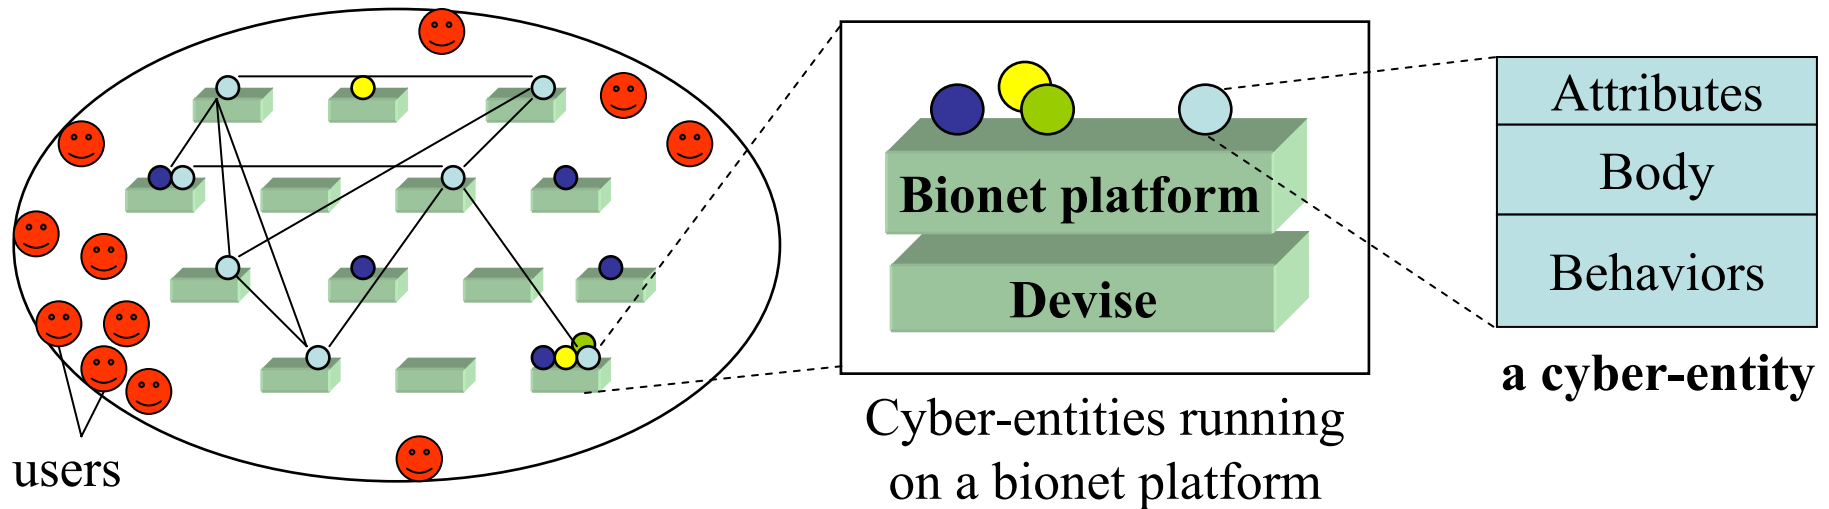 users
Bionet platform
Devise
Cyber-entities running
on a bionet platform
Attributes
Body
Behaviors
a cyber-entity